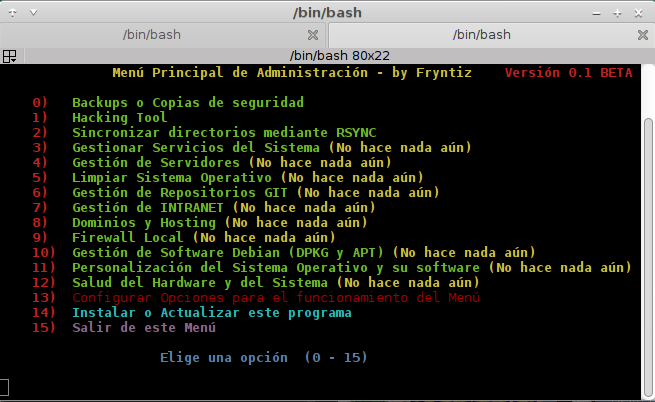 /bin/bash
/bin/bash /bin/bash
/bin/bash 80x22
Menú Principal de Administración - by Fryntiz Versión 0.1 BETA
0) Backups o Copias de seguridad
1) Hacking Tool
2) Sincronizar directorios mediante RSYNC
3) Gestionar Servicios del Sistema (No hace nada aún)
4) Gestión de Servidores (No hace nada aún)
5) Limpiar Sistema Operativo (No hace nada aún)
6) Gestión de Repositorios GIT (No hace nada aún)
7) Gestión de INTRANET (No hace nada aún)
8) Dominios y Hosting (No hace nada aún)
9) Firewall Local (No hace nada aún)
10) Gestión de Software Debian (DPKG y APT) (No hace nada aún)
11) Personalización del Sistema Operativo y su software (No hace nada aún)
12) Salud del Hardware y del Sistema (No hace nada aún)
13) Configurar Opciones para el funcionamiento del Menú
14) Instalar o Actualizar este programa
15) Salir de este Menú
Elige una opción (0 - 15)